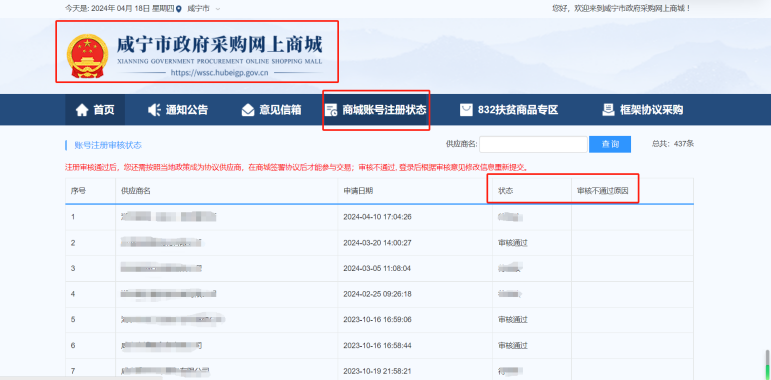 今天是: 2024年 04月 18日 星期四 咸宁市
您好，欢迎来到咸宁市政府采购网上商城！
咸宁市政府采购网上商城
XIANNING GOVERNMENT PROCUREMENT ONLINE SHOPPING MALL
https://wssc.hubeigp.gov.cn
首页 通知公告 意见信箱 商城账号注册状态 832扶贫商品专区 框架协议采购
账号注册审核状态 供应商名: 查 询 总共: 437条
注册审核通过后，您还需按照当地政策成为协议供应商，在商城签署协议后才能参与交易；审核不通过, 登录后根据审核意见修改信息重新提交。
序号 供应商名 申请日期 状态 审核不通过原因
1 2024-04-10 17:04:26
2 2024-03-20 14:00:27 审核通过
3 2024-03-05 11:08:04
4 2024-02-25 09:26:18
5 2023-10-16 16:59:06 审核通过
6 2023-10-16 16:58:44 审核通过
7 2023-10-19 21:58:21